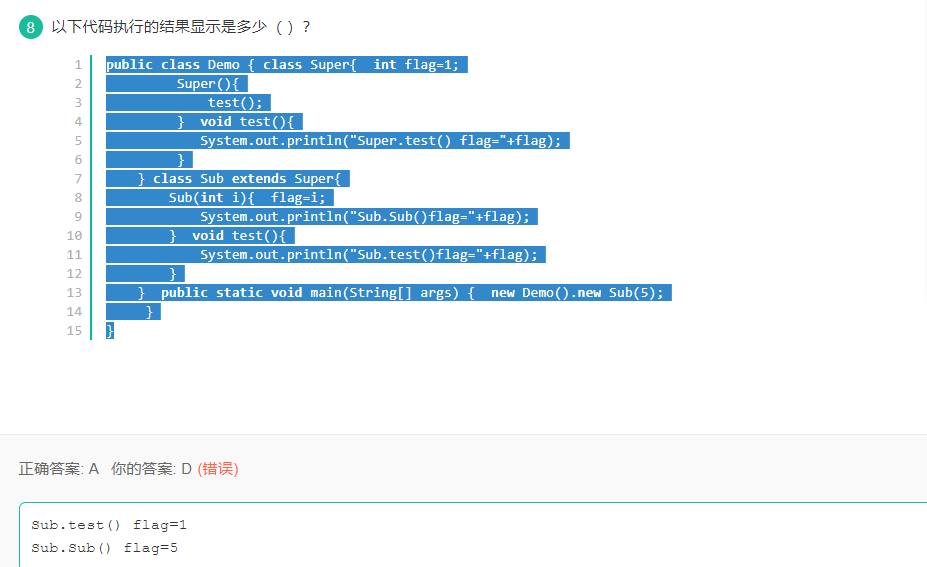 8 以下代码执行的结果显示是多少（ ）？
1 public class Demo { class Super{  int flag=1;
2 Super(){
3 test();
4 }  void test(){
5 System.out.println("Super.test() flag="+flag);
6 }
7 } class Sub extends Super{
8 Sub(int i){  flag=i;
9 System.out.println("Sub.Sub()flag="+flag);
10 }  void test(){
11 System.out.println("Sub.test()flag="+flag);
12 }
13 }  public static void main(String[] args) {  new Demo().new Sub(5);
14 }
15 }
正确答案: A 你的答案: D (错误)
Sub.test() flag=1
Sub.Sub() flag=5